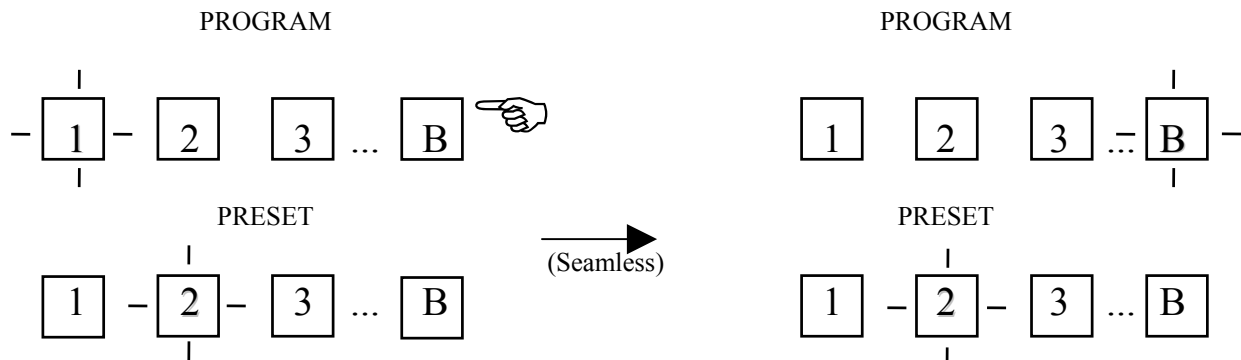 PROGRAM PROGRAM
1 2 3 ... B 1 2 3 ... B
PRESET PRESET
(Seamless)
1 2 3 ... B 1 2 3 ... B